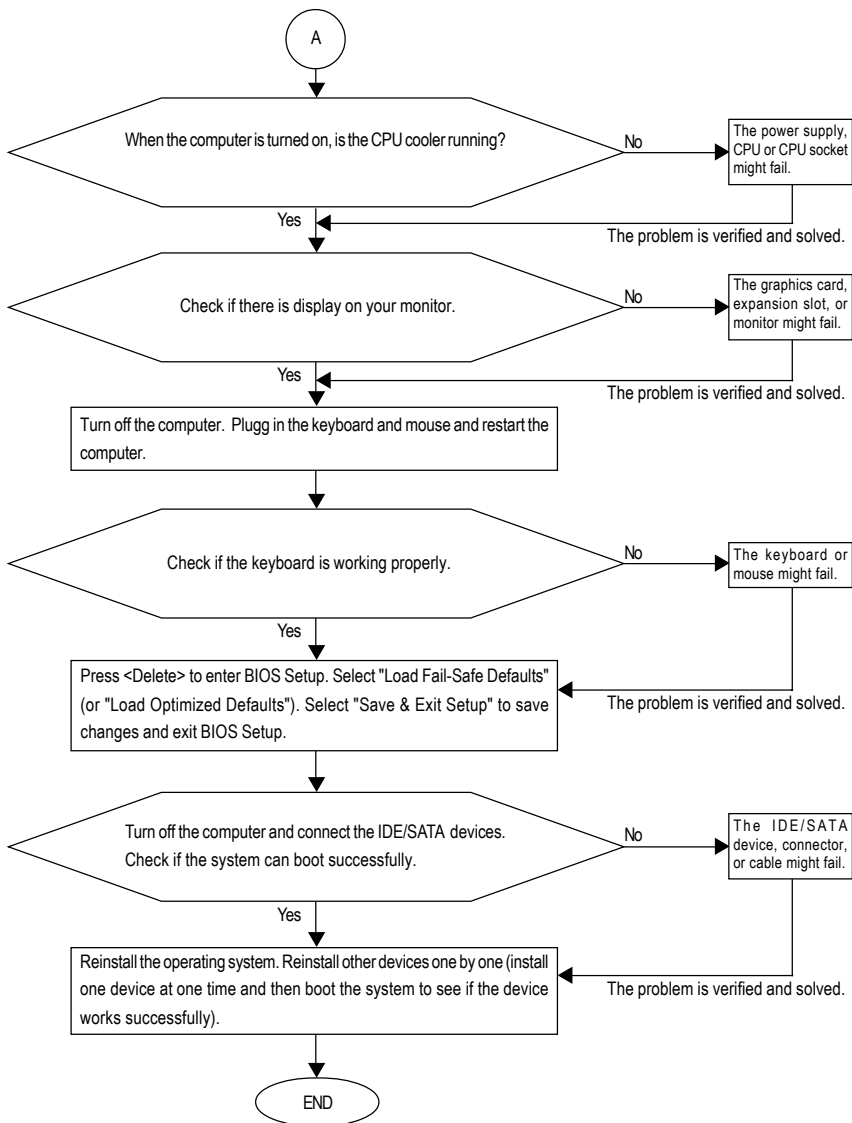 A
When the computer is turned on, is the CPU cooler running?
No
The power supply,
CPU or CPU socket
might fail.
Yes
The problem is verified and solved.
Check if there is display on your monitor.
No
The graphics card,
expansion slot, or
monitor might fail.
Yes
The problem is verified and solved.
Turn off the computer. Plugg in the keyboard and mouse and restart the
computer.
Check if the keyboard is working properly.
No
The keyboard or
mouse might fail.
Yes
Press <Delete> to enter BIOS Setup. Select "Load Fail-Safe Defaults"
(or "Load Optimized Defaults"). Select "Save & Exit Setup" to save
changes and exit BIOS Setup.
The problem is verified and solved.
Turn off the computer and connect the IDE/SATA devices.
Check if the system can boot successfully.
No
The IDE/SATA
device, connector,
or cable might fail.
Yes
Reinstall the operating system. Reinstall other devices one by one (install
one device at one time and then boot the system to see if the device
works successfully).
The problem is verified and solved.
END